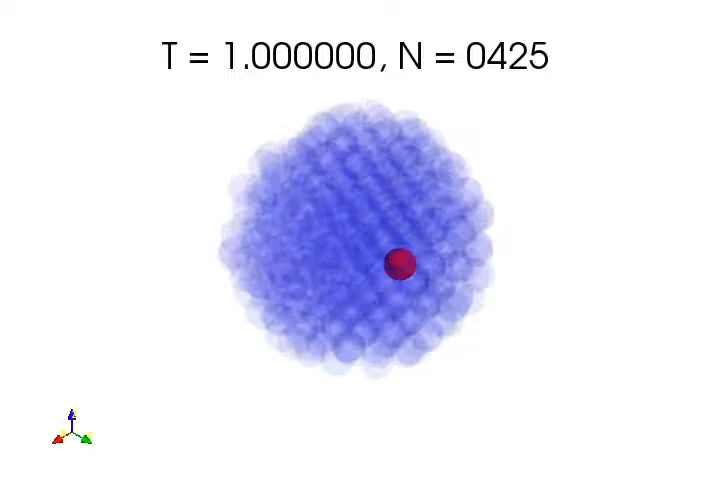 T = 1.000000, N = 0425